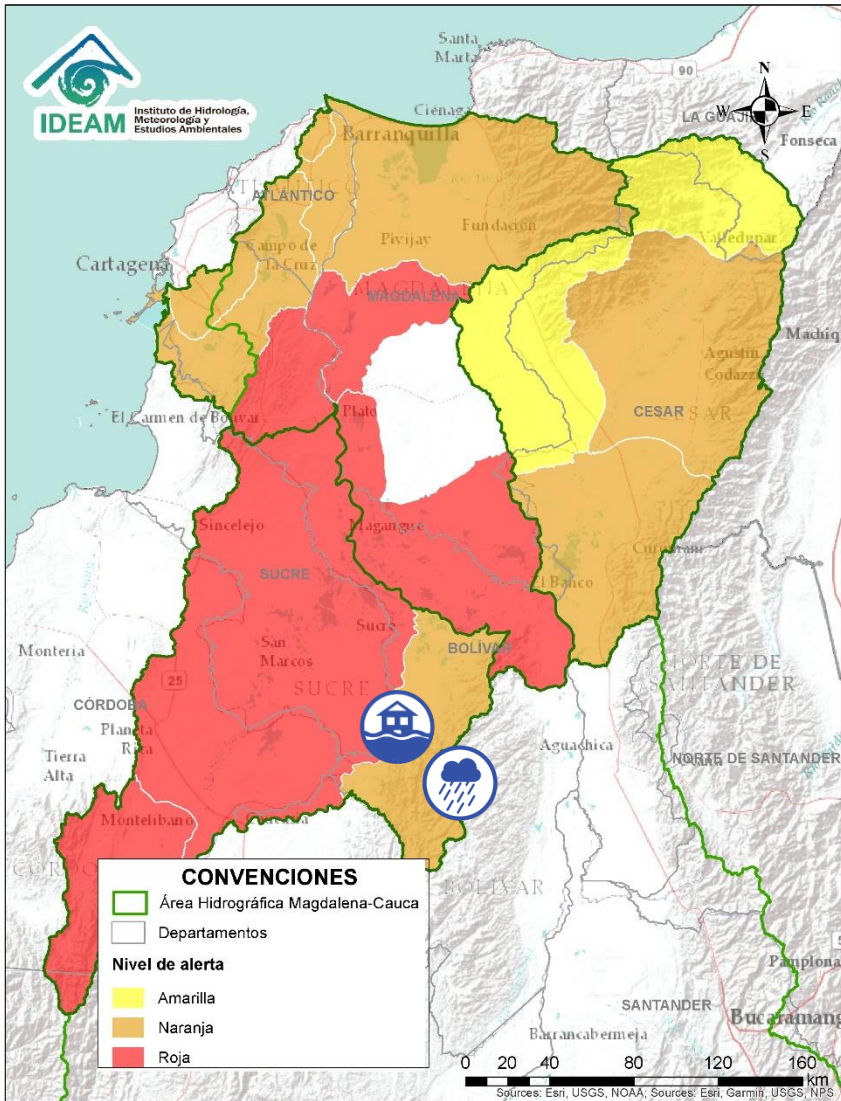 IDEAM
Instituto de Hidrología,
Meteorología y
Estudios Ambientales
Santa
Marta
90
N
W
E
S
LA GUAJI
Fonseca
Ciénaga
Barranquilla
ATLÁNTICO
Valledupar
Campo de
la Cruz
Pivijay
Fundación
Cartagena
MAGDALENA
Machiq
Agustín
Codazzi
El Carmen de Bolívar
Plato
CESAR
Sincelejo
Magangué
SUCRE
El Banco
Sucre
BOLÍVAR
Montería
San
Marcos
SUCRE
NORTE DE
SANTANDER
25
CÓRDOBA
Planeta
Rica
Aguachica
Tierra
Alta
NORTE DE SANTANDER
Montelíbano
CONVENCIONES
Área Hidrográfica Magdalena-Cauca
Departamentos
Nivel de alerta
Amarilla
Naranja
Roja
BOLÍVAR
Pamplona
SANTANDER
Bucaramang
Barrancabermeja
0 20 40 80 120 160
km
Sources: Esri, USGS, NOAA; Sources: Esri, Garmin, USGS, NPS